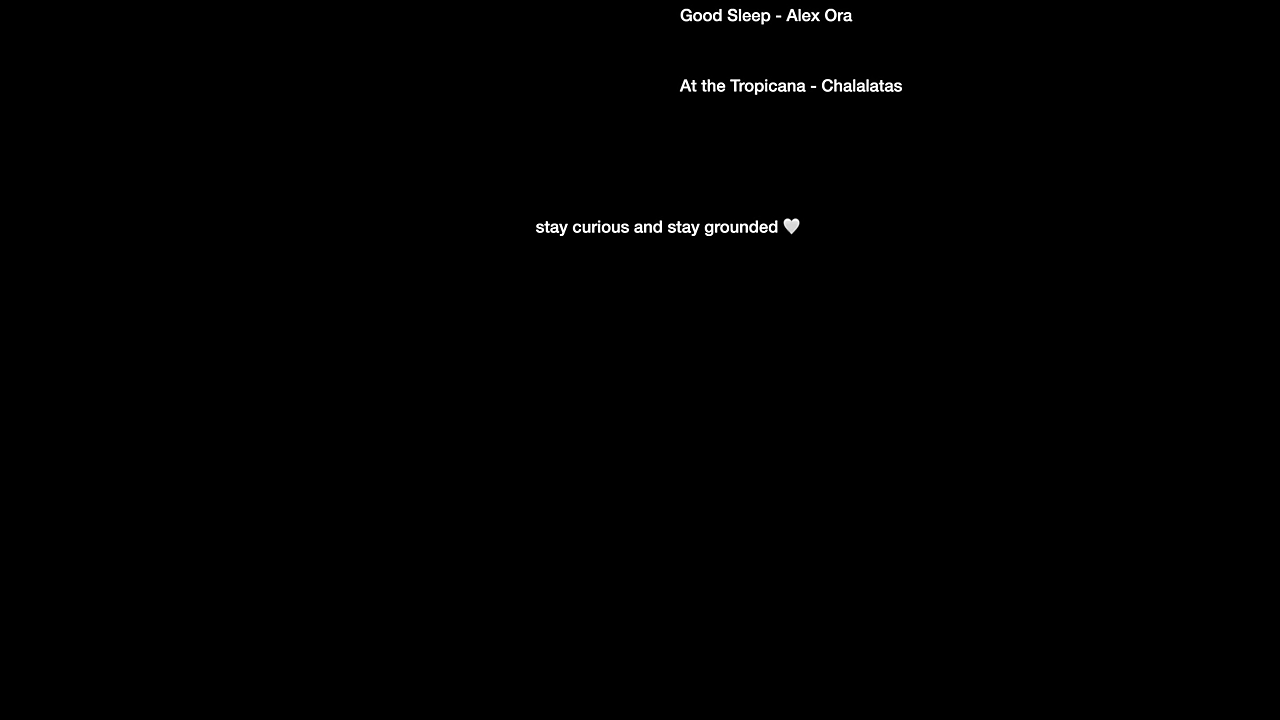 Good Sleep - Alex Ora
At the Tropicana - Chalalatas
stay curious and stay grounded 🤍